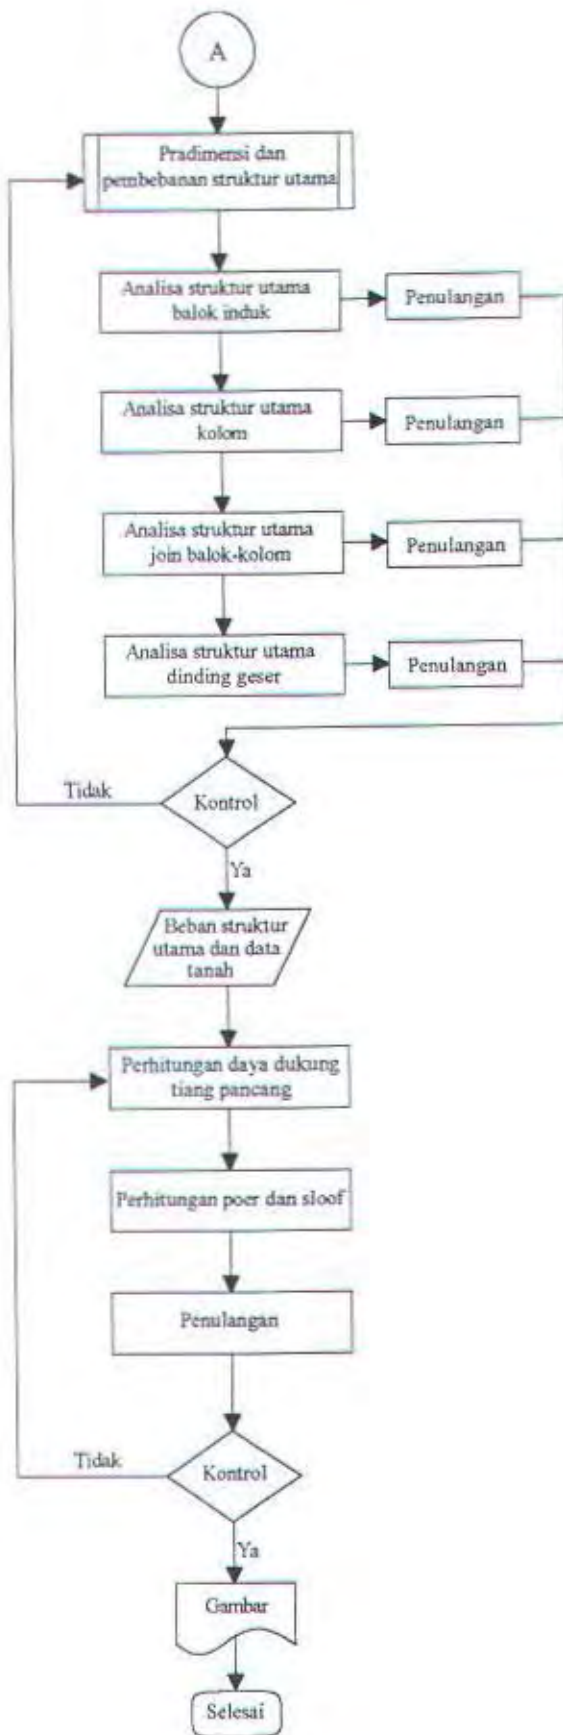 A
Pradimensi dan
pembebanan struktur utama
Analisa struktur utama
balok induk
Penulangan
Analisa struktur utama
kolom
Penulangan
Analisa struktur utama
join balok-kolom
Penulangan
Analisa struktur utama
dinding geser
Penulangan
Tidak
Kontrol
Ya
Beban struktur
utama dan data
tanah
Perhitungan daya dukung
tiang pancang
Perhitungan poer dan sloof
Penulangan
Tidak
Kontrol
Ya
Gambar
Selesai